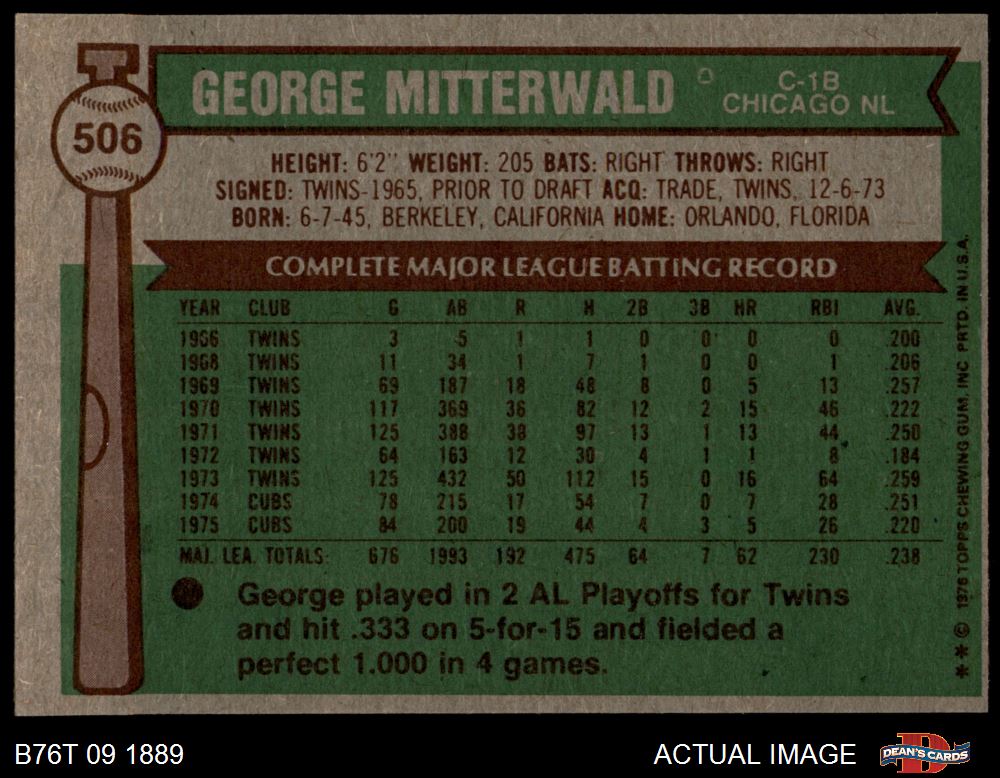 506
GEORGE MITTERWALD
C-1B
CHICAGO NL
HEIGHT: 6'2" WEIGHT: 205 BATS: RIGHT THROWS: RIGHT
SIGNED: TWINS-1965, PRIOR TO DRAFT ACQ: TRADE, TWINS, 12-6-73
BORN: 6-7-45, BERKELEY, CALIFORNIA HOME: ORLANDO, FLORIDA
COMPLETE MAJOR LEAGUE BATTING RECORD
YEAR CLUB G AB R H 2B 3B HR RBI AVG.
1966 TWINS 3 5 1 1 0 0 0 0 .200
1968 TWINS 11 34 1 7 1 0 0 1 .206
1969 TWINS 69 187 18 48 8 0 5 13 .257
1970 TWINS 117 369 36 82 12 2 15 46 .222
1971 TWINS 125 388 38 97 13 1 13 44 .250
1972 TWINS 64 163 12 30 4 1 1 8 .184
1973 TWINS 125 432 50 112 15 0 16 64 .259
1974 CUBS 78 215 17 54 7 0 7 28 .251
1975 CUBS 84 200 19 44 4 3 5 26 .220
MAJ. LEA. TOTALS: 676 1993 192 475 64 7 62 230 .238
George played in 2 AL Playoffs for Twins
and hit .333 on 5-for-15 and fielded a
perfect 1.000 in 4 games.
** © 1976 TOPPS CHEWING GUM, INC PRTD. IN U.S.A.
B76T 09 1889
ACTUAL IMAGE
DEAN'S CARDS